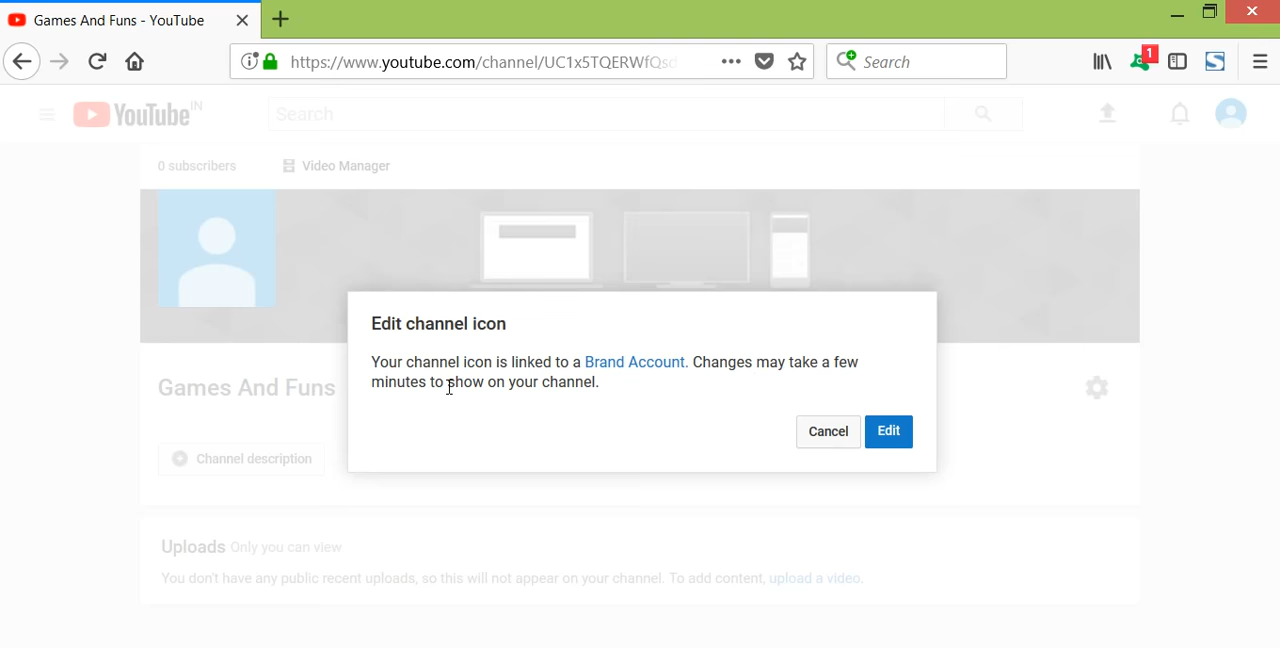 Games And Funs - YouTube
https://www.youtube.com/channel/UC1x5TQERWfQsd
Search
1
YouTube IN
Search
0 subscribers
Video Manager
Edit channel icon
Your channel icon is linked to a Brand Account. Changes may take a few
minutes to show on your channel.
Games And Funs
Cancel
Edit
Channel description
Uploads Only you can view
You don't have any public recent uploads, so this will not appear on your channel. To add content, upload a video.